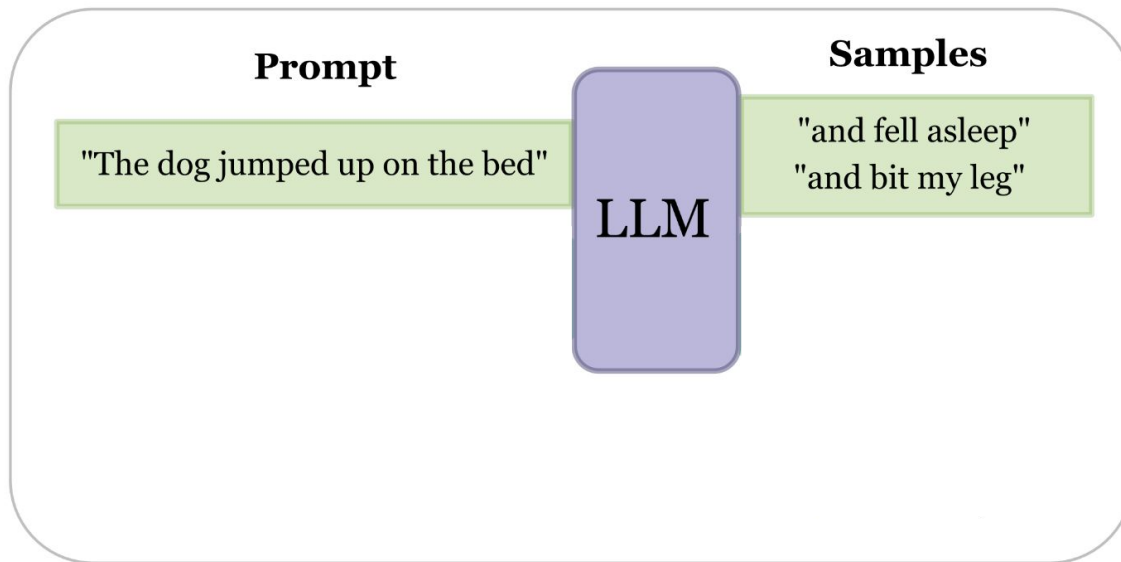 Prompt
Samples
"The dog jumped up on the bed"
LLM
"and fell asleep"
"and bit my leg"